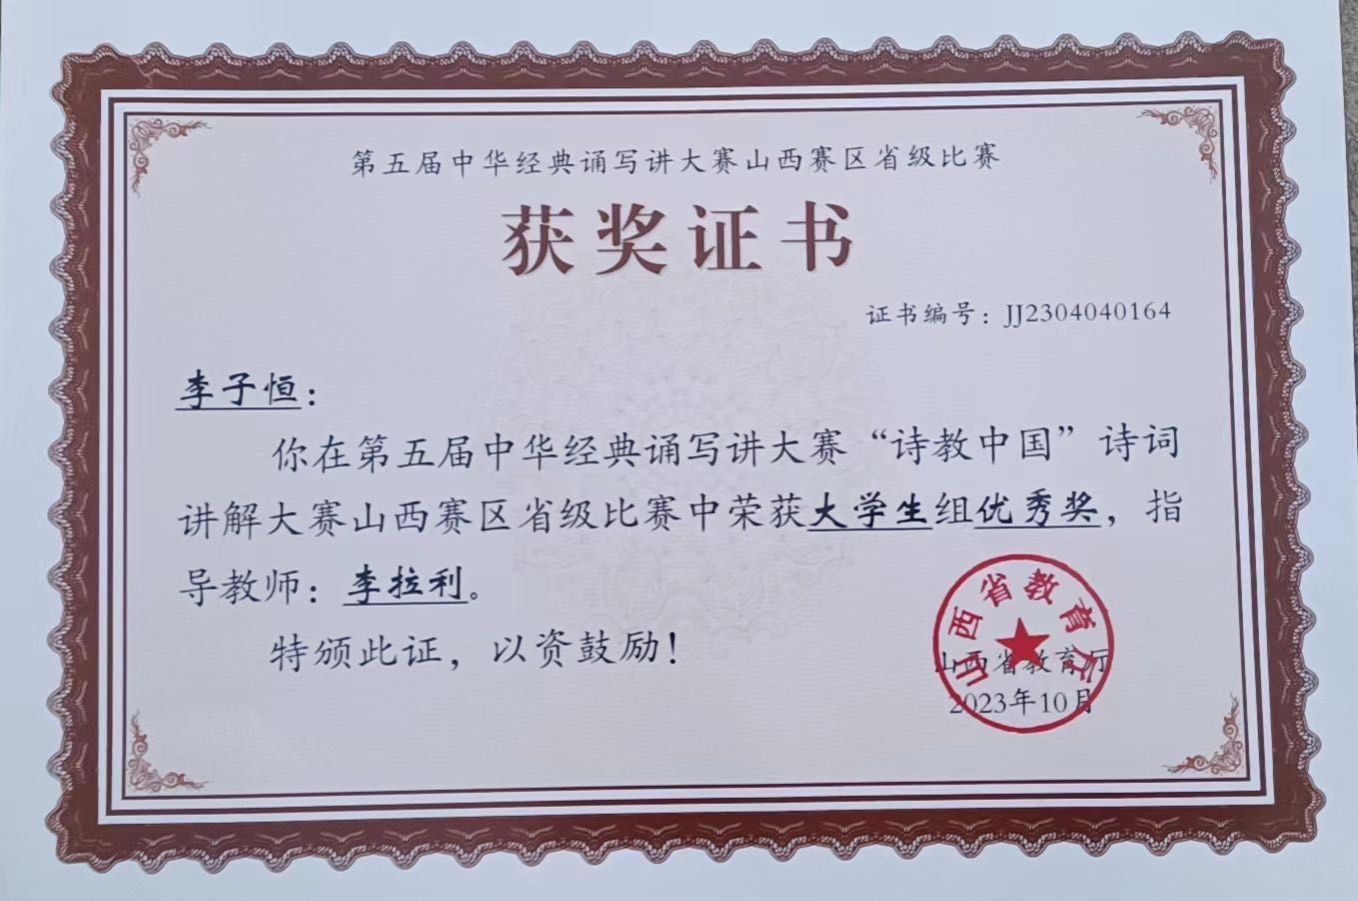 第五届中华经典诵写讲大赛山西赛区省级比赛
获奖证书
证书编号：JJ2304040164
李子恒：
你在第五届中华经典诵写讲大赛“诗教中国”诗词
讲解大赛山西赛区省级比赛中荣获大学生组优秀奖，指
导教师：李拉利。
特颁此证，以资鼓励！
山西省教育厅
山西省教育厅
2023年10月